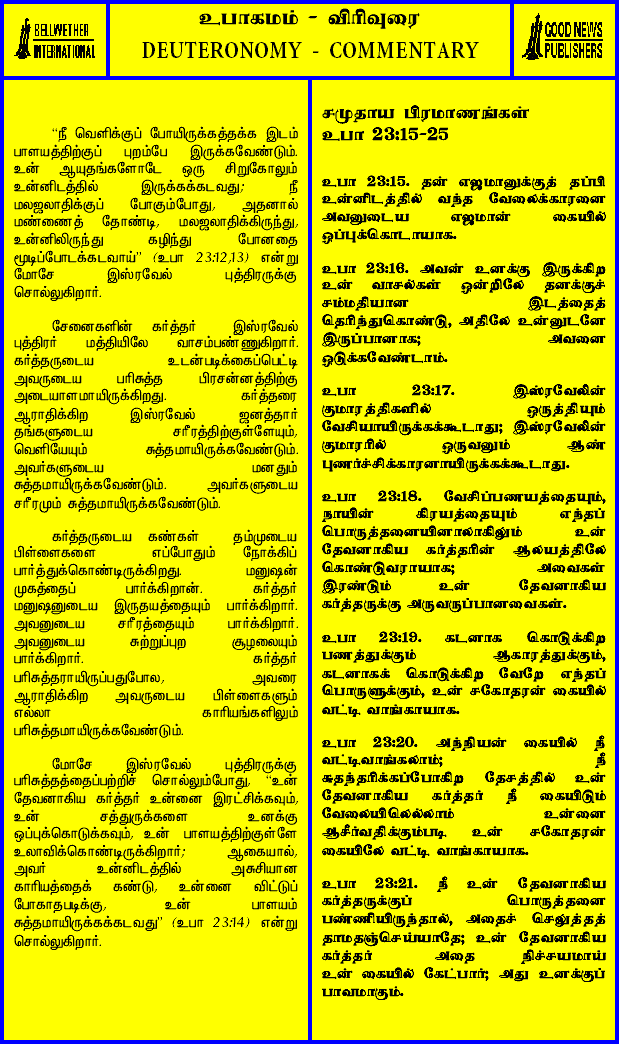 BELLWETHER
INTERNATIONAL
உபாகமம் - விரிவுரை
DEUTERONOMY - COMMENTARY
GOOD NEWS
PUBLISHERS
“நீ வெளிக்குப் போயிருக்கத்தக்க இடம்
பாளயத்திற்குப் புறம்பே இருக்கவேண்டும்.
உன் ஆயுதங்களோடே ஒரு சிறுகோலும்
உன்னிடத்தில் இருக்கக்கடவது; நீ
மலஜலாதிக்குப் போகும்போது, அதனால்
மண்ணைத் தோண்டி, மலஜலாதிக்கிருந்து,
உன்னிலிருந்து கழிந்து போனதை
மூடிப்போடக்கடவாய்” (உபா 23:12,13) என்று
மோசே இஸ்ரவேல் புத்திரருக்கு
சொல்லுகிறார்.
சேனைகளின் கர்த்தர் இஸ்ரவேல்
புத்திரர் மத்தியிலே வாசம்பண்ணுகிறார்.
கர்த்தருடைய உடன்படிக்கைப்பெட்டி
அவருடைய பரிசுத்த பிரசன்னத்திற்கு
அடையாளமாயிருக்கிறது. கர்த்தரை
ஆராதிக்கிற இஸ்ரவேல் ஜனத்தார்
தங்களுடைய சரீரத்திற்குள்ளேயும்,
வெளியேயும் சுத்தமாயிருக்கவேண்டும்.
அவர்களுடைய மனதும்
சுத்தமாயிருக்கவேண்டும். அவர்களுடைய
சரீரமும் சுத்தமாயிருக்கவேண்டும்.
கர்த்தருடைய கண்கள் தம்முடைய
பிள்ளைகளை எப்போதும் நோக்கிப்
பார்த்துக்கொண்டிருக்கிறது. மனுஷன்
முகத்தைப் பார்க்கிறான். கர்த்தர்
மனுஷனுடைய இருதயத்தையும் பார்க்கிறார்.
அவனுடைய சரீரத்தையும் பார்க்கிறார்.
அவனுடைய சுற்றுப்புற சூழலையும்
பார்க்கிறார். கர்த்தர்
பரிசுத்தராயிருப்பதுபோல, அவரை
ஆராதிக்கிற அவருடைய பிள்ளைகளும்
எல்லா காரியங்களிலும்
பரிசுத்தமாயிருக்கவேண்டும்.
மோசே இஸ்ரவேல் புத்திரருக்கு
பரிசுத்தத்தைப்பற்றிச் சொல்லும்போது, “உன்
தேவனாகிய கர்த்தர் உன்னை இரட்சிக்கவும்,
உன் சத்துருக்களை உனக்கு
ஒப்புக்கொடுக்கவும், உன் பாளயத்திற்குள்ளே
உலாவிக்கொண்டிருக்கிறார்; ஆகையால்,
அவர் உன்னிடத்தில் அசுசியான
காரியத்தைக் கண்டு, உன்னை விட்டுப்
போகாதபடிக்கு, உன் பாளயம்
சுத்தமாயிருக்கக்கடவது” (உபா 23:14) என்று
சொல்லுகிறார்.
சமுதாய பிரமாணங்கள்
உபா 23:15-25
உபா 23:15. தன் எஜமானுக்குத் தப்பி
உன்னிடத்தில் வந்த வேலைக்காரனை
அவனுடைய எஜமான் கையில்
ஒப்புக்கொடாயாக.
உபா 23:16. அவன் உனக்கு இருக்கிற
உன் வாசல்கள் ஒன்றிலே தனக்குச்
சம்மதியான இடத்தைத்
தெரிந்துகொண்டு, அதிலே உன்னுடனே
இருப்பானாக; அவனை
ஒடுக்கவேண்டாம்.
உபா 23:17. இஸ்ரவேலின்
குமாரத்திகளில் ஒருத்தியும்
வேசியாயிருக்கக்கூடாது; இஸ்ரவேலின்
குமாரரில் ஒருவனும் ஆண்
புணர்ச்சிக்காரனாயிருக்கக்கூடாது.
உபா 23:18. வேசிப்பணயத்தையும்,
நாயின் கிரயத்தையும் எந்தப்
பொருத்தனையினாலாகிலும் உன்
தேவனாகிய கர்த்தரின் ஆலயத்திலே
கொண்டுவராயாக; அவைகள்
இரண்டும் உன் தேவனாகிய
கர்த்தருக்கு அருவருப்பானவைகள்.
உபா 23:19. கடனாக கொடுக்கிற
பணத்துக்கும் ஆகாரத்துக்கும்,
கடனாகக் கொடுக்கிற வேறே எந்தப்
பொருளுக்கும், உன் சகோதரன் கையில்
வட்டி வாங்காயாக.
உபா 23:20. அந்நியன் கையில் நீ
வட்டிவாங்கலாம்; நீ
சுதந்தரிக்கப்போகிற தேசத்தில் உன்
தேவனாகிய கர்த்தர் நீ கையிடும்
வேலையிலெல்லாம் உன்னை
ஆசீர்வதிக்கும்படி உன் சகோதரன்
கையிலே வட்டி வாங்காயாக.
உபா 23:21. நீ உன் தேவனாகிய
கர்த்தருக்குப் பொருத்தனை
பண்ணியிருந்தால், அதைச் செலுத்தத்
தாமதஞ்செய்யாதே; உன் தேவனாகிய
கர்த்தர் அதை நிச்சயமாய்
உன் கையில் கேட்பார்; அது உனக்குப்
பாவமாகும்.